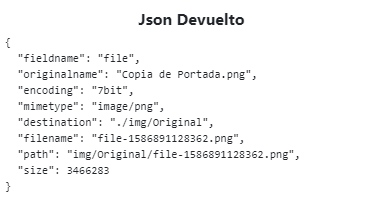 Json Devuelto
{
  "fieldname": "file",
  "originalname": "Copia de Portada.png",
  "encoding": "7bit",
  "mimetype": "image/png",
  "destination": "./img/Original",
  "filename": "file-1586891128362.png",
  "path": "img/Original/file-1586891128362.png",
  "size": 3466283
}